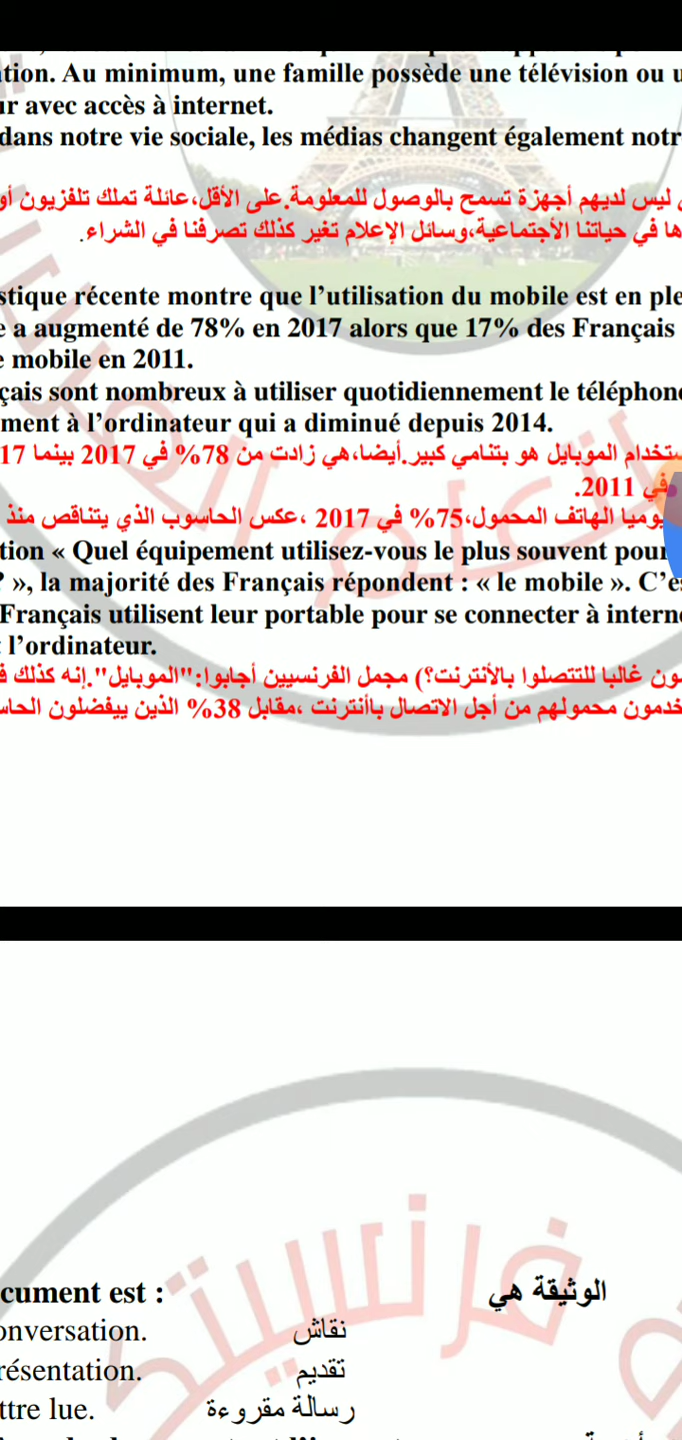 tion. Au minimum, une famille possède une télévision ou u
ur avec accès à internet.
dans notre vie sociale, les médias changent également notr
ليس لديهم أجهزة تسمح بالوصول للمعلومة.على الأقل،عائلة تملك تلفزيون أو
ها في حياتنا الأجتماعية،وسائل الإعلام تغير كذلك تصرفنا في الشراء.
stique récente montre que l’utilisation du mobile est en ple
e a augmenté de 78% en 2017 alors que 17% des Français
e mobile en 2011.
çais sont nombreux à utiliser quotidiennement le téléphone
ment à l’ordinateur qui a diminué depuis 2014.
ستخدام الموبايل هو بتنامي كبير.أيضا،هي زادت من 78% في 2017 بينما 17
في 2011.
يوميا الهاتف المحمول،75% في 2017 ،عكس الحاسوب الذي يتناقص منذ
tion « Quel équipement utilisez-vous le plus souvent pour
? », la majorité des Français répondent : « le mobile ». C’es
Français utilisent leur portable pour se connecter à interne
t l’ordinateur.
ون غالبا للتتصلوا بالأنترنت؟) مجمل الفرنسيين أجابوا:"الموبايل".إنه كذلك ف
خدمون محمولهم من أجل الاتصال بالأنترنت ،مقابل 38% الذين ييفضلون الحاس
cument est : الوثيقة هي
onversation. نقاش
résentation. تقديم
ttre lue. رسالة مقروءة